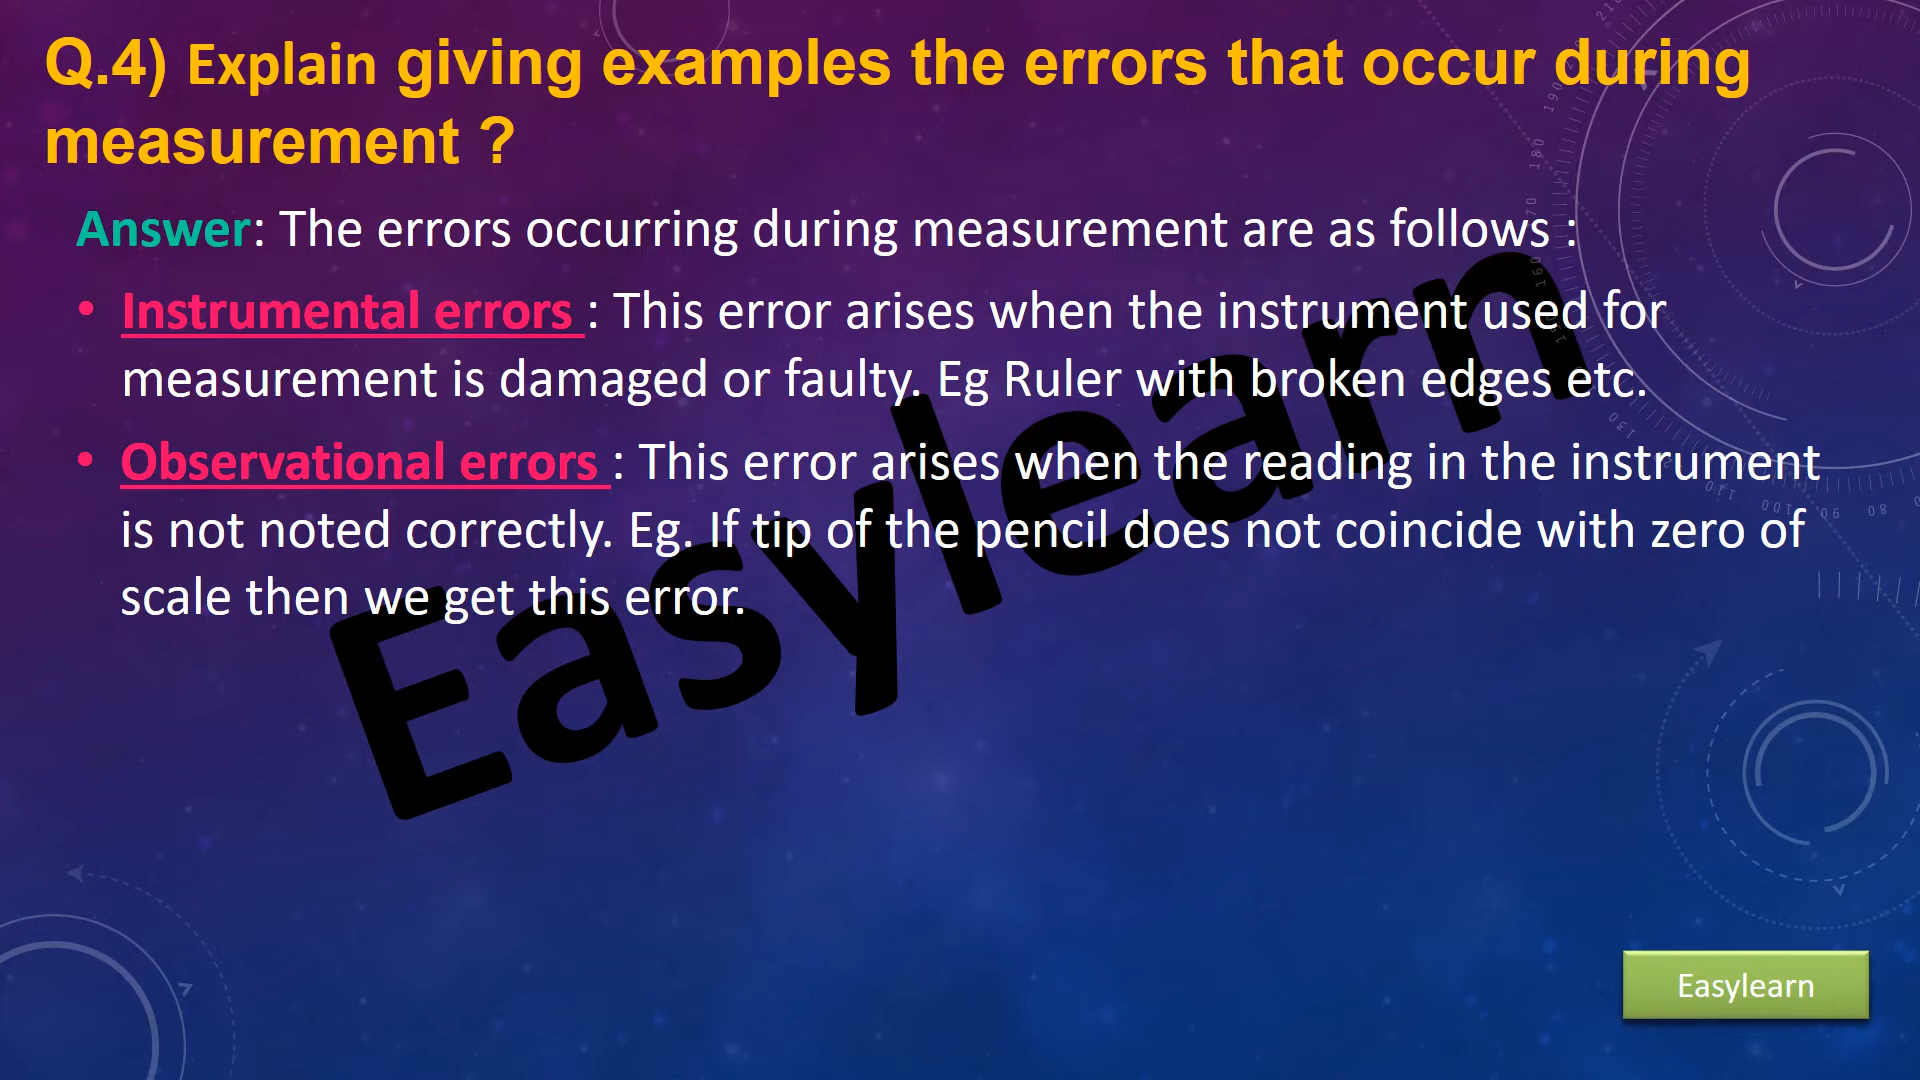 Q.4) Explain giving examples the errors that occur during
measurement ?
Answer: The errors occurring during measurement are as follows :
• Instrumental errors : This error arises when the instrument used for
measurement is damaged or faulty. Eg Ruler with broken edges etc.
• Observational errors : This error arises when the reading in the instrument
is not noted correctly. Eg. If tip of the pencil does not coincide with zero of
scale then we get this error.
Easylearn
Easylearn